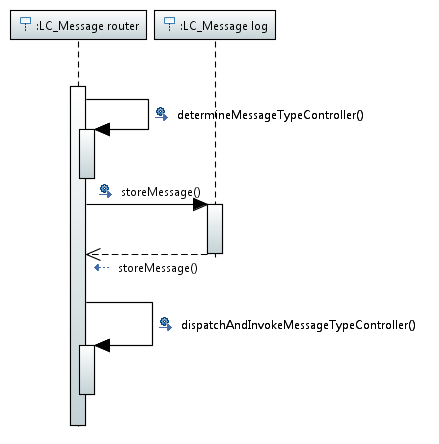 :LC_Message router
:LC_Message log
determineMessageTypeController()
storeMessage()
storeMessage()
dispatchAndInvokeMessageTypeController()